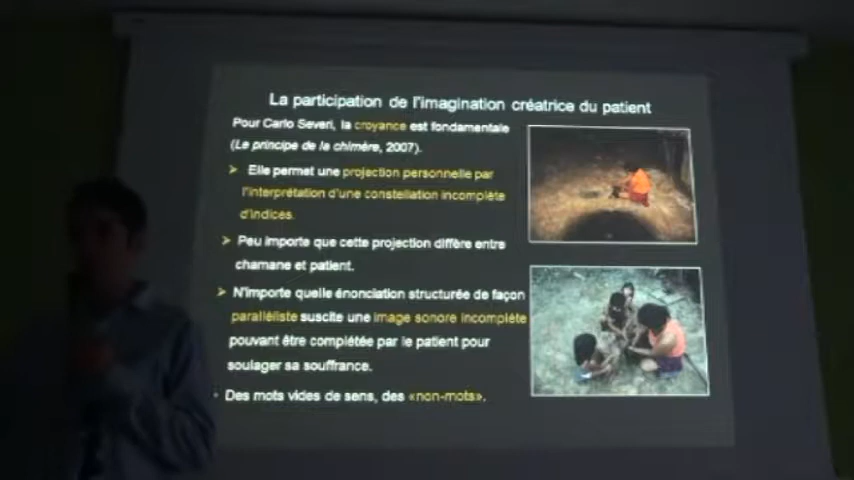 La participation de l'imagination créatrice du patient
Pour Carlo Severi, la croyance est fondamentale
(Le principe de la chimère, 2007).
➢ Elle permet une projection personnelle par
l'interprétation d'une constellation incomplète
d'indices.
➢ Peu importe que cette projection diffère entre
chamane et patient.
➢ N'importe quelle énonciation structurée de façon
paralléliste suscite une image sonore incomplète
pouvant être complétée par le patient pour
soulager sa souffrance.
• Des mots vides de sens, des «non-mots».